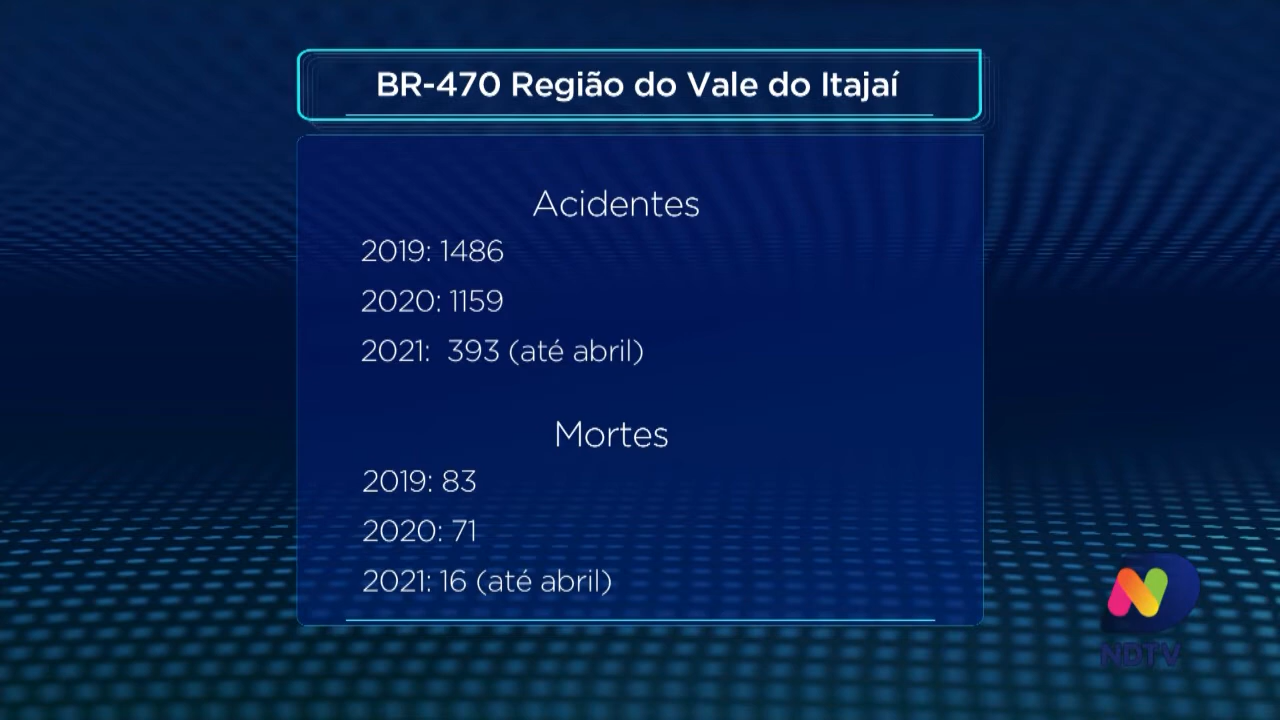 BR-470 Região do Vale do Itajaí
Acidentes
2019: 1486
2020: 1159
2021: 393 (até abril)
Mortes
2019: 83
2020: 71
2021: 16 (até abril)
NDTV